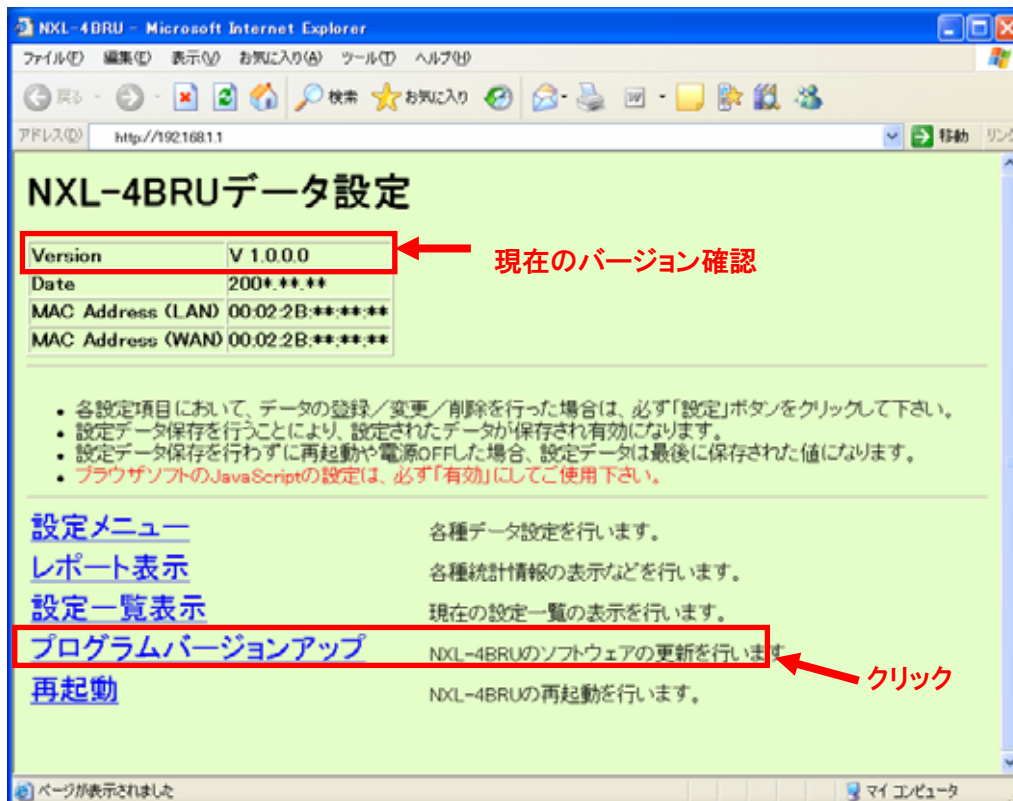 NXL-4BRU - Microsoft Internet Explorer
ファイル(F) 編集(E) 表示(V) お気に入り(A) ツール(T) ヘルプ(H)
戻る 検索 お気に入り
アドレス(D) http://192.168.1.1 移動 リンク
NXL-4BRUデータ設定
Version V 1.0.0.0
現在のバージョン確認
Date 200*.**.**
MAC Address (LAN) 00:02:2B:**:**:**
MAC Address (WAN) 00:02:2B:**:**:**
• 各設定項目において、データの登録／変更／削除を行った場合は、必ず「設定」ボタンをクリックして下さい。
• 設定データ保存を行うことにより、設定されたデータが保存され有効になります。
• 設定データ保存を行わずに再起動や電源OFFした場合、設定データは最後に保存された値になります。
• ブラウザソフトのJavaScriptの設定は、必ず「有効」にしてご使用下さい。
設定メニュー 各種データ設定を行います。
レポート表示 各種統計情報の表示などを行います。
設定一覧表示 現在の設定一覧の表示を行います。
プログラムバージョンアップ NXL-4BRUのソフトウェアの更新を行います
クリック
再起動 NXL-4BRUの再起動を行います。
ページが表示されました マイ コンピュータ